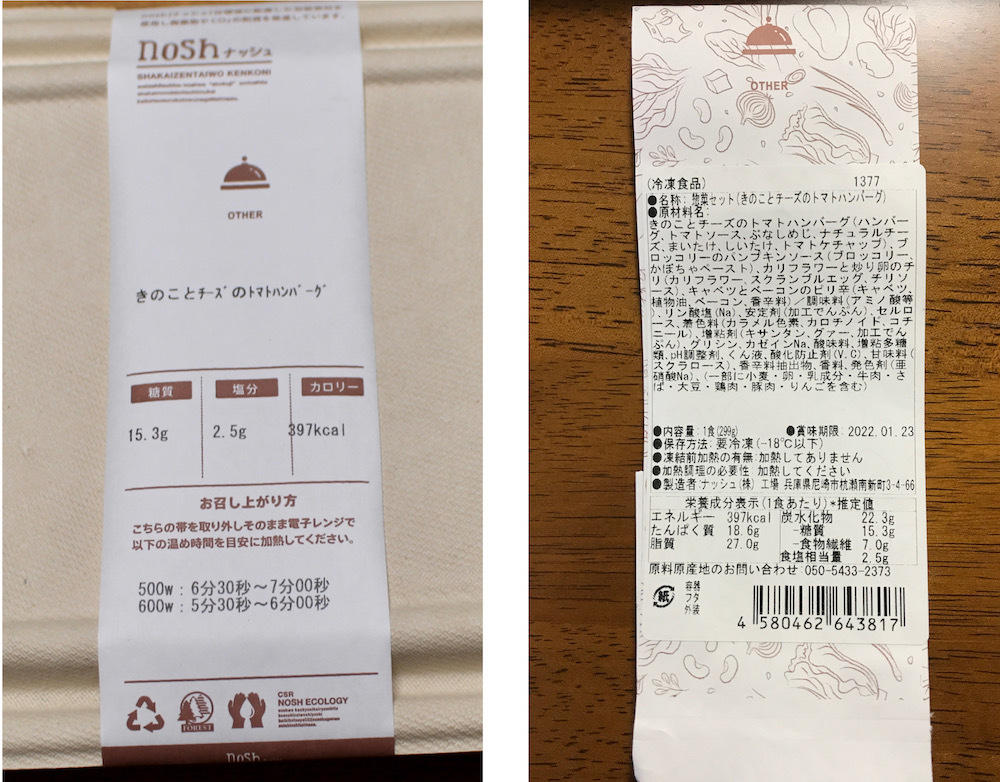 nosh ナッシュ
SHAKAIZENTAIWO KENKONI
OTHER
きのことﾁｰｽﾞのﾄﾏﾄﾊﾝﾊﾞｰｸﾞ
糖質 塩分 カロリー
15.3g 2.5g 397kcal
お召し上がり方
こちらの帯を取り外しそのまま電子レンジで
以下の温め時間を目安に加熱してください。
500w : 6分30秒〜7分00秒
600w : 5分30秒〜6分00秒
FOREST
CSR
NOSH ECOLOGY
nosh
OTHER
(冷凍食品) 1377
●名称: 惣菜セット(きのことチーズのトマトハンバーグ)
●原材料名:
きのことチーズのトマトハンバーグ(ハンバー
グ、トマトソース、ぶなしめじ、ナチュラルチー
ズ、まいたけ、しいたけ、トマトケチャップ)、ブ
ロッコリーのパンプキンソース(ブロッコリー、
かぼちゃペースト)、カリフラワーと炒り卵のチ
リ(カリフラワー、スクランブルエッグ、チリソ
ース)、キャベツとベーコンのピリ辛(キャベツ、
植物油、ベーコン、香辛料)／調味料(アミノ酸等
)、リン酸塩(Na)、安定剤(加工でんぷん)、セルロ
ース、着色料(カラメル色素、カロチノイド、コチ
ニール)、増粘剤(キサンタン、グァー、加工でん
ぷん)、グリシン、カゼインNa、酸味料、増粘多糖
類、pH調整剤、くん液、酸化防止剤(V.C)、甘味料(
スクラロース)、香辛料抽出物、香料、発色剤(亜
硝酸Na)、(一部に小麦・卵・乳成分・牛肉・さ
ば・大豆・鶏肉・豚肉・りんごを含む)
●内容量: 1食(299g) ●賞味期限: 2022.01.23
●保存方法: 要冷凍(-18℃以下)
●凍結前加熱の有無: 加熱してありません
●加熱調理の必要性: 加熱してください
●製造者: ナッシュ(株) 工場 兵庫県尼崎市杭瀬南新町3-4-66
栄養成分表示(1食あたり)*推定値
エネルギー 397kcal 炭水化物 22.3g
たんぱく質 18.6g -糖質 15.3g
脂質 27.0g -食物繊維 7.0g
食塩相当量 2.5g
原料原産地のお問い合わせ:050-5433-2373
紙
容器
フタ
外装
4 580462 643817